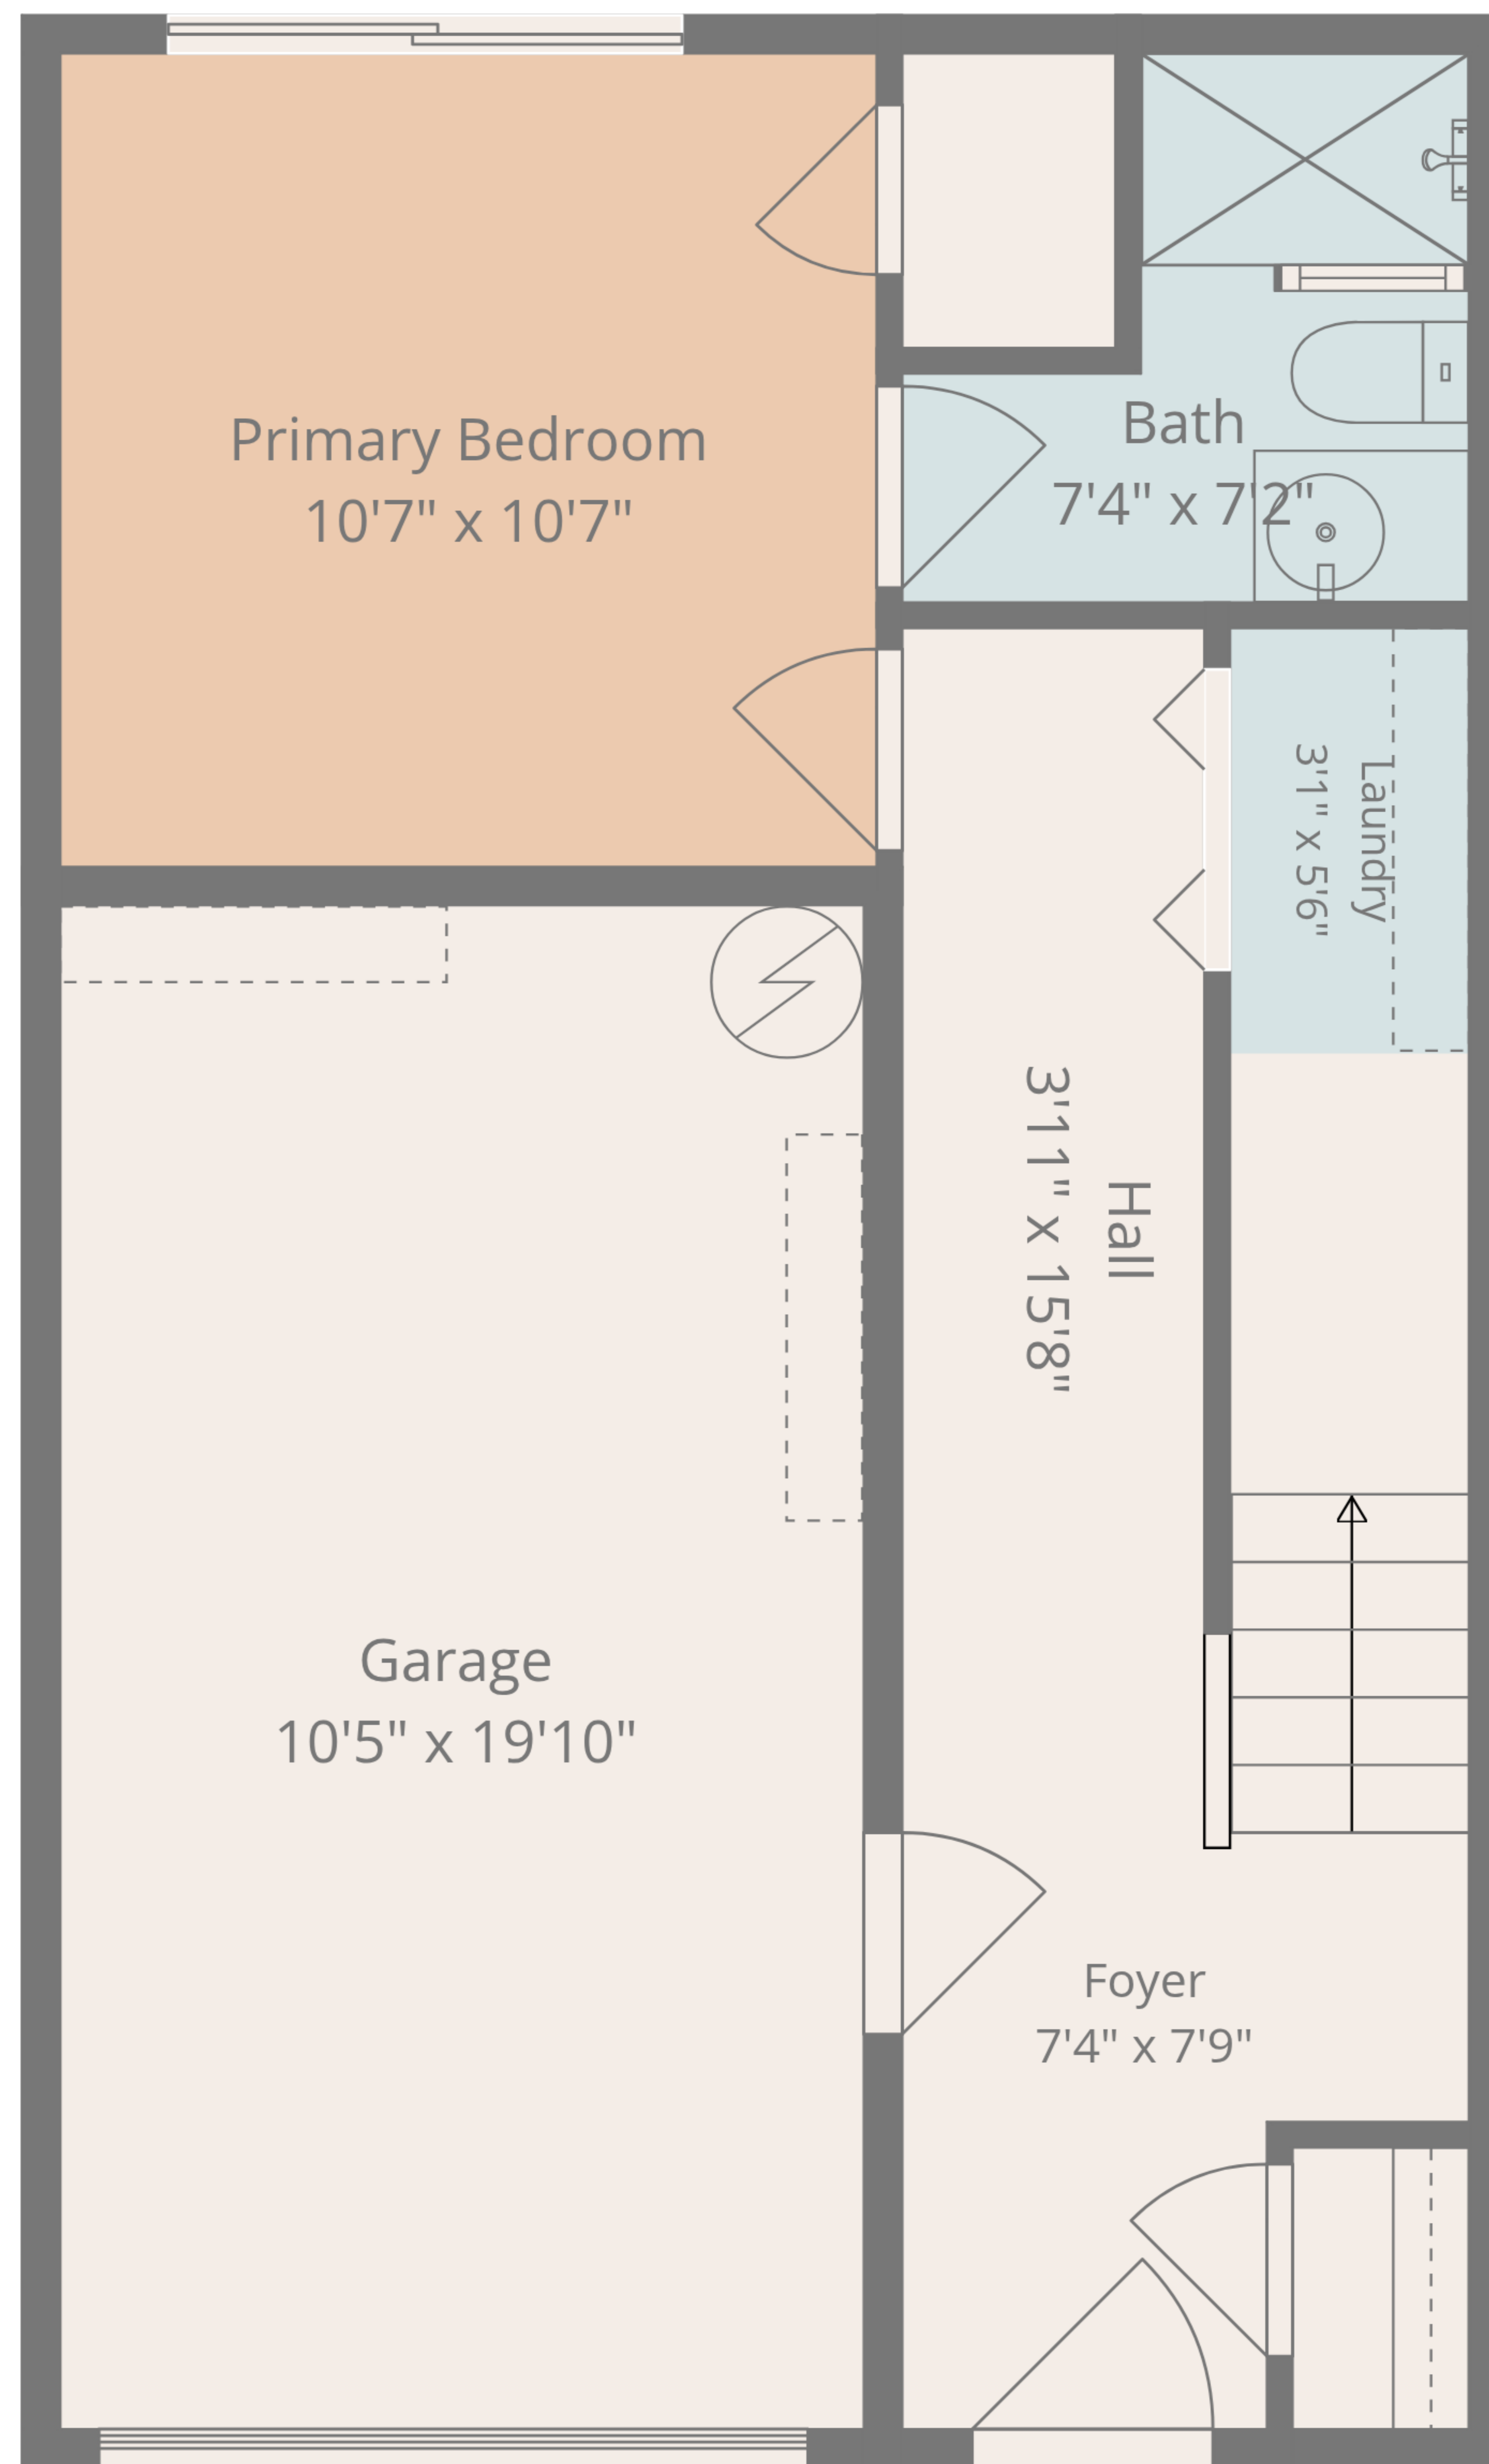 Primary Bedroom
10'7" x 10'7"
Bath
7'4" x 7'2"
Laundry
3'1" x 5'6"
Hall
3'11" x 15'8"
Garage
10'5" x 19'10"
Foyer
7'4" x 7'9"